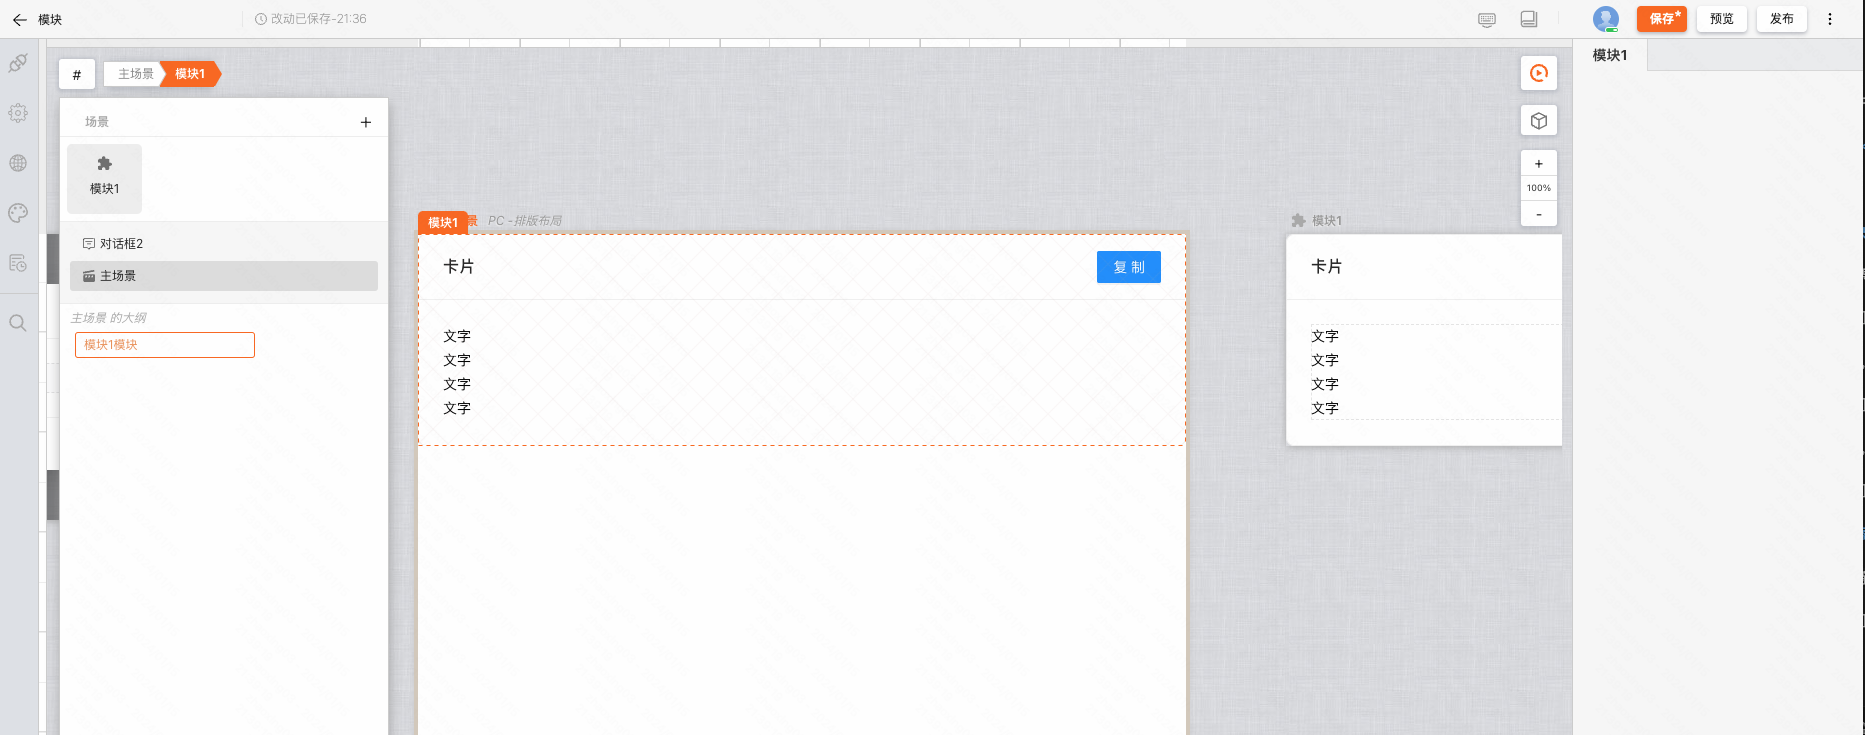 模块
改动已保存-21:36
保存*
预览
发布
#
主场景
模块1
模块1
场景
+
模块1
对话框2
主场景
主场景 的大纲
模块1模块
+
100%
-
模块1
景
PC -排版布局
卡片
复 制
文字
文字
文字
文字
模块1
卡片
文字
文字
文字
文字